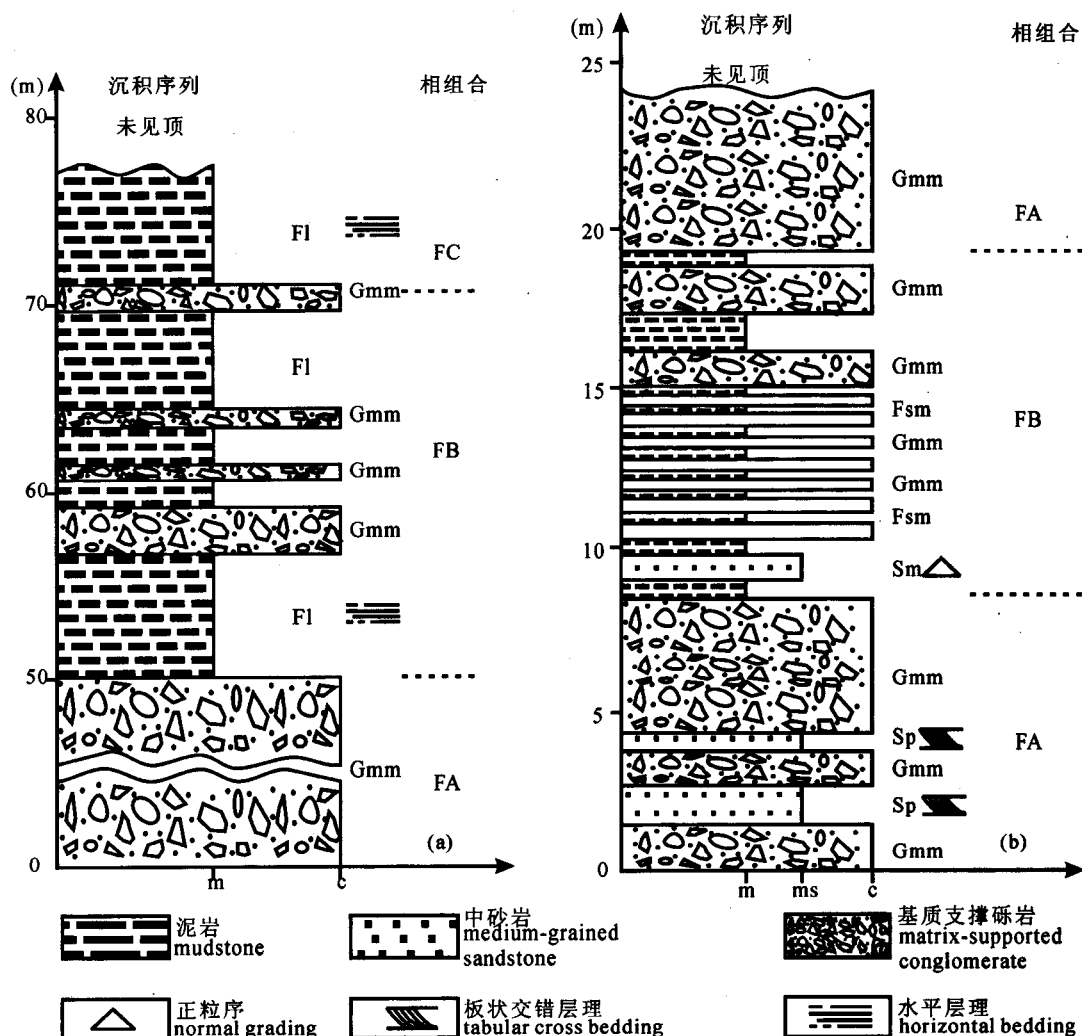 (m)
沉积序列
相组合
未见顶
80
70
60
50
0
Fl
FC
Gmm
Fl
Gmm
FB
Gmm
Gmm
Fl
Gmm
FA
(a)
m
c
(m)
沉积序列
相组合
未见顶
25
20
15
10
5
0
Gmm
FA
Gmm
Gmm
Fsm
FB
Gmm
Gmm
Fsm
Sm
Gmm
Sp
FA
Gmm
Sp
Gmm
(b)
m
ms
c
泥岩
mudstone
中砂岩
medium-grained
sandstone
基质支撑砾岩
matrix-supported
conglomerate
正粒序
normal grading
板状交错层理
tabular cross bedding
水平层理
horizontal bedding